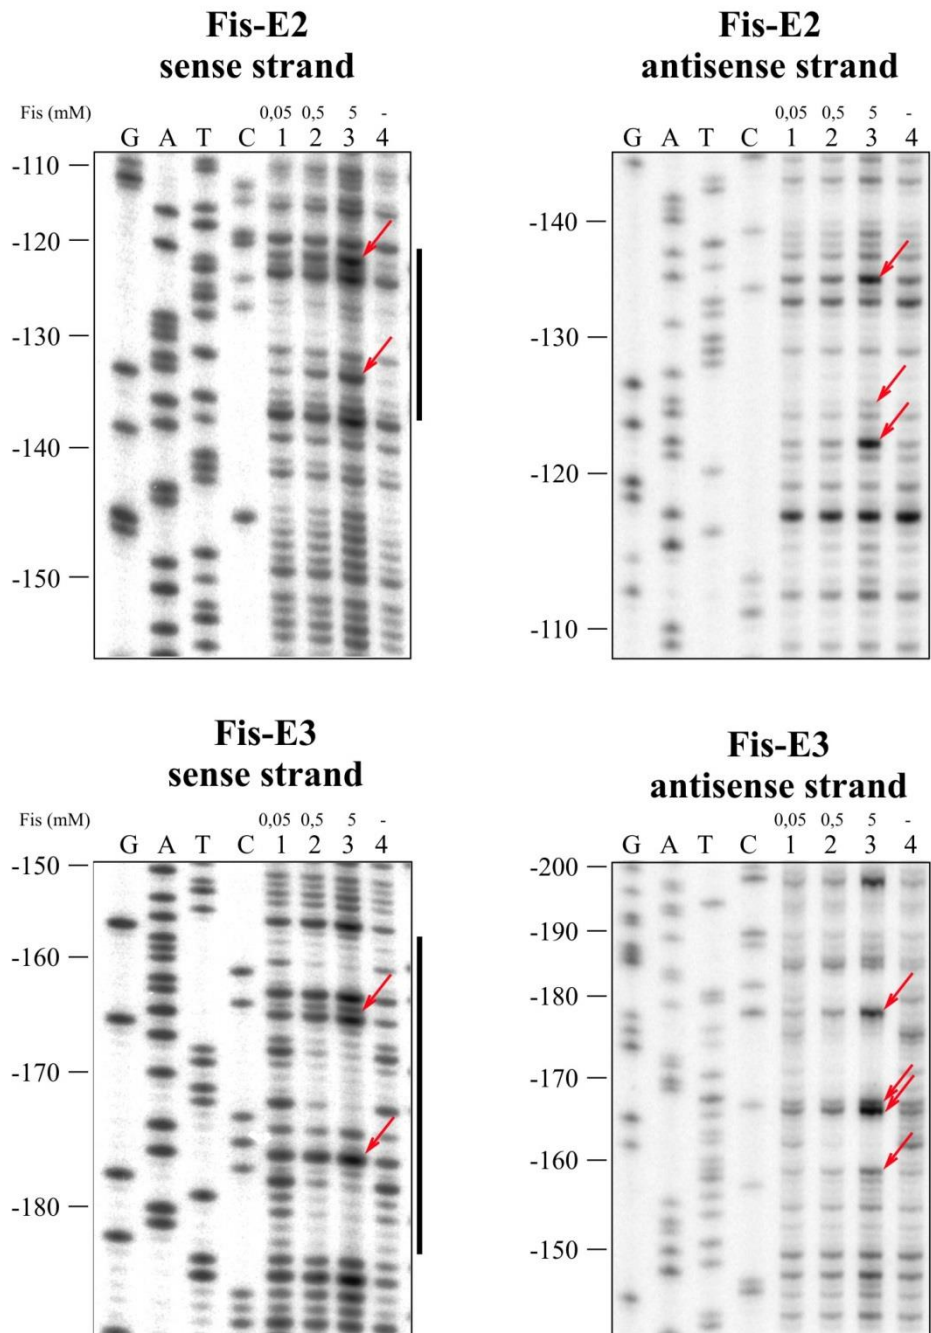 Fis-E2
sense strand
Fis (mM) 0,05 0,5 5 -
G A T C 1 2 3 4
-110
-120
-130
-140
-150
Fis-E2
antisense strand
0,05 0,5 5 -
G A T C 1 2 3 4
-140
-130
-120
-110
Fis-E3
sense strand
Fis (mM) 0,05 0,5 5 -
G A T C 1 2 3 4
-150
-160
-170
-180
Fis-E3
antisense strand
0,05 0,5 5 -
G A T C 1 2 3 4
-200
-190
-180
-170
-160
-150